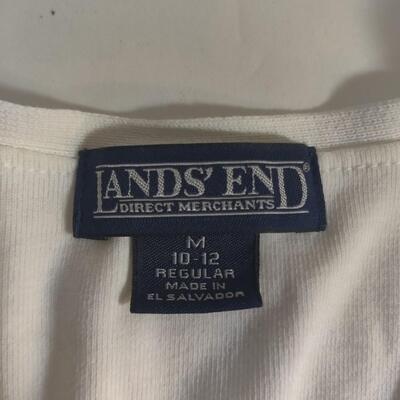 LANDS' END®
DIRECT MERCHANTS
M
10-12
REGULAR
MADE IN
EL SALVADOR